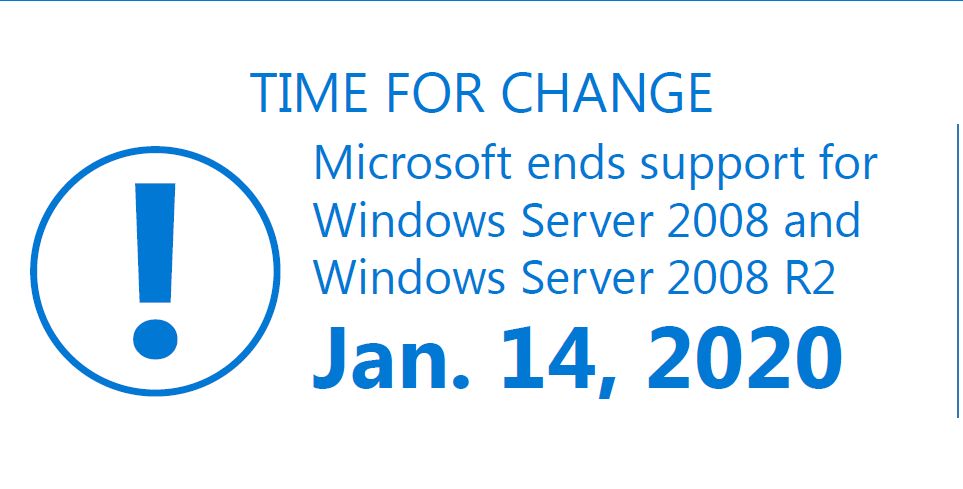 TIME FOR CHANGE
Microsoft ends support for
Windows Server 2008 and
Windows Server 2008 R2
Jan. 14, 2020